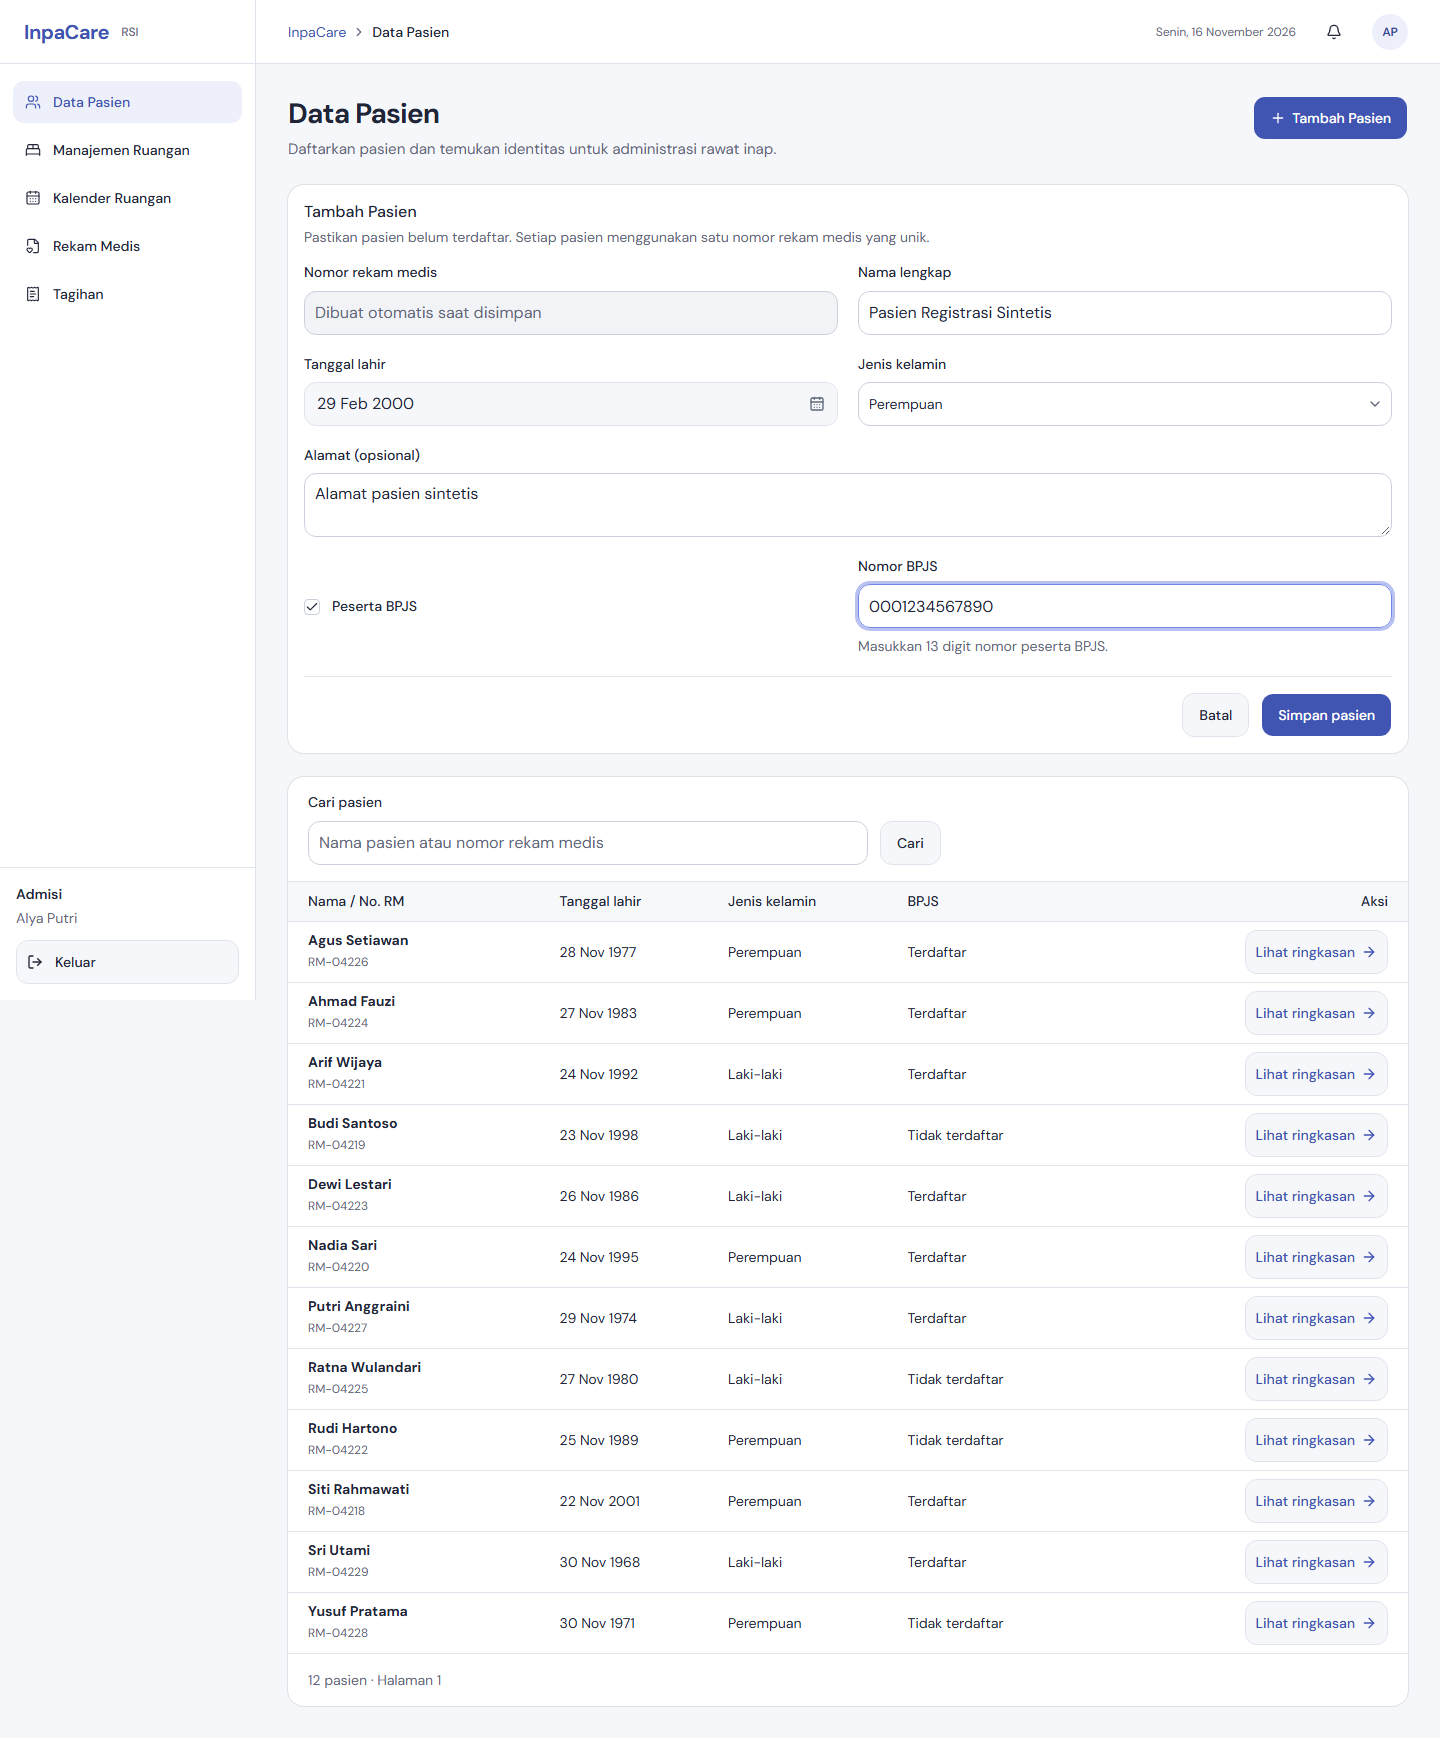 InpaCare RSI
InpaCare > Data Pasien
Senin, 16 November 2026
AP
Data Pasien
Manajemen Ruangan
Kalender Ruangan
Rekam Medis
Tagihan
Admisi
Alya Putri
Keluar
Data Pasien
Daftarkan pasien dan temukan identitas untuk administrasi rawat inap.
+ Tambah Pasien
Tambah Pasien
Pastikan pasien belum terdaftar. Setiap pasien menggunakan satu nomor rekam medis yang unik.
Nomor rekam medis
Dibuat otomatis saat disimpan
Nama lengkap
Pasien Registrasi Sintetis
Tanggal lahir
29 Feb 2000
Jenis kelamin
Perempuan
Alamat (opsional)
Alamat pasien sintetis
Peserta BPJS
Nomor BPJS
0001234567890
Masukkan 13 digit nomor peserta BPJS.
Batal
Simpan pasien
Cari pasien
Nama pasien atau nomor rekam medis
Cari
Nama / No. RM Tanggal lahir Jenis kelamin BPJS Aksi
Agus Setiawan
RM-04226
28 Nov 1977 Perempuan Terdaftar Lihat ringkasan
Ahmad Fauzi
RM-04224
27 Nov 1983 Perempuan Terdaftar Lihat ringkasan
Arif Wijaya
RM-04221
24 Nov 1992 Laki-laki Terdaftar Lihat ringkasan
Budi Santoso
RM-04219
23 Nov 1998 Laki-laki Tidak terdaftar Lihat ringkasan
Dewi Lestari
RM-04223
26 Nov 1986 Laki-laki Terdaftar Lihat ringkasan
Nadia Sari
RM-04220
24 Nov 1995 Perempuan Terdaftar Lihat ringkasan
Putri Anggraini
RM-04227
29 Nov 1974 Laki-laki Terdaftar Lihat ringkasan
Ratna Wulandari
RM-04225
27 Nov 1980 Laki-laki Tidak terdaftar Lihat ringkasan
Rudi Hartono
RM-04222
25 Nov 1989 Perempuan Tidak terdaftar Lihat ringkasan
Siti Rahmawati
RM-04218
22 Nov 2001 Perempuan Terdaftar Lihat ringkasan
Sri Utami
RM-04229
30 Nov 1968 Laki-laki Terdaftar Lihat ringkasan
Yusuf Pratama
RM-04228
30 Nov 1971 Perempuan Tidak terdaftar Lihat ringkasan
12 pasien · Halaman 1